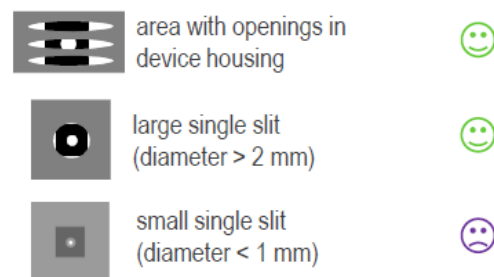 area with openings in
device housing
large single slit
(diameter > 2 mm)
small single slit
(diameter < 1 mm)